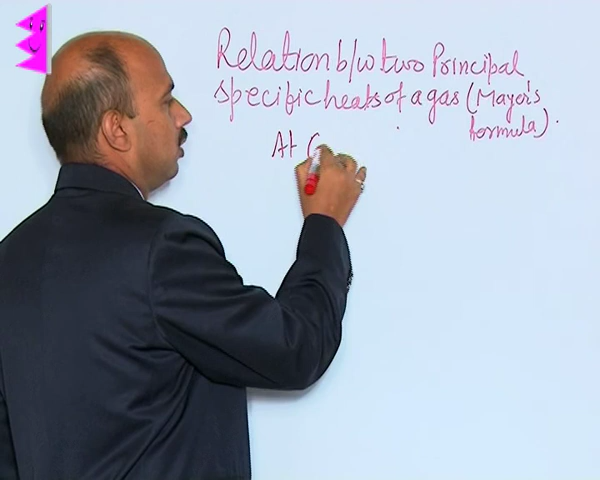 Relation b/w two Principal
specific heats of a gas (Mayor's
formula).
At C